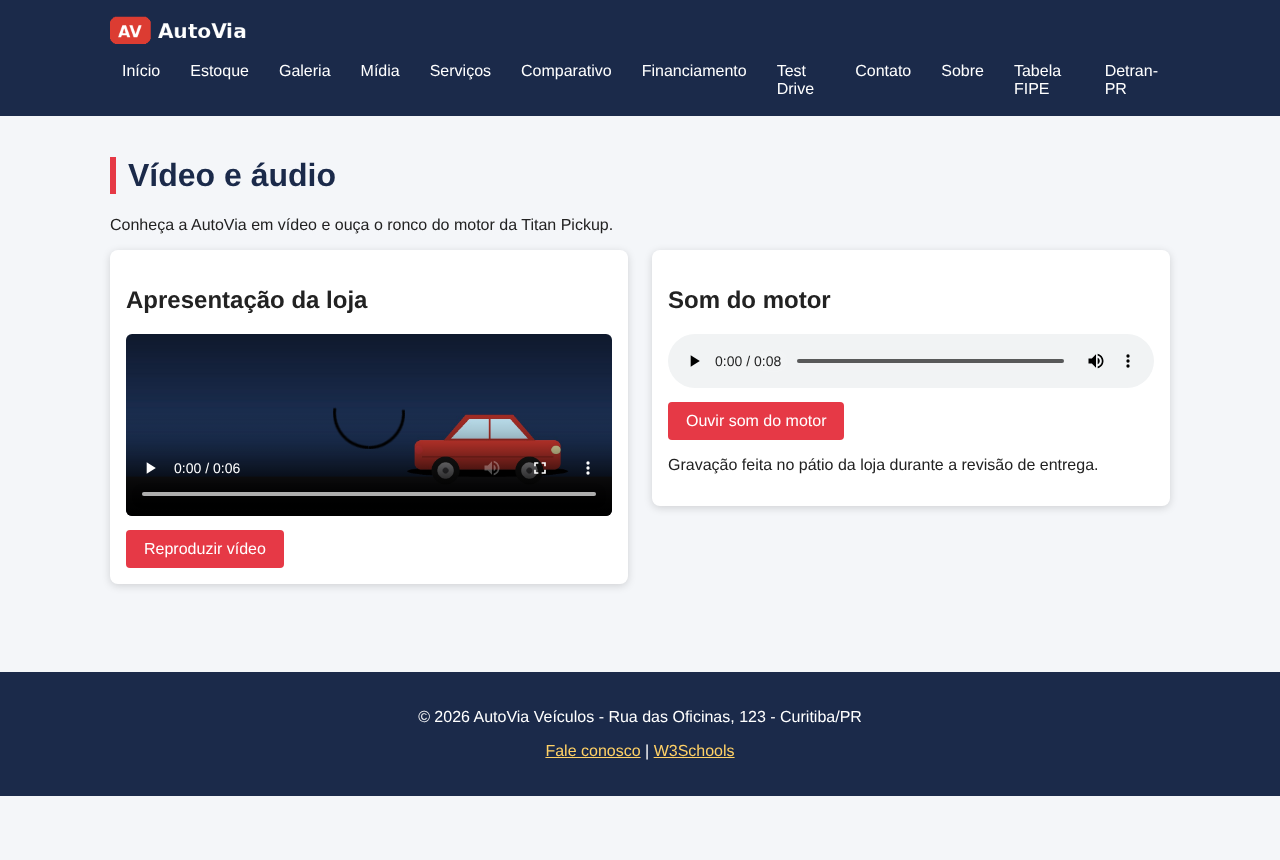 AV AutoVia
Início Estoque Galeria Mídia Serviços Comparativo Financiamento Test Drive Contato Sobre Tabela FIPE Detran-PR
Vídeo e áudio
Conheça a AutoVia em vídeo e ouça o ronco do motor da Titan Pickup.
Apresentação da loja
0:00 / 0:06
Reproduzir vídeo
Som do motor
0:00 / 0:08
Ouvir som do motor
Gravação feita no pátio da loja durante a revisão de entrega.
© 2026 AutoVia Veículos - Rua das Oficinas, 123 - Curitiba/PR
Fale conosco | W3Schools